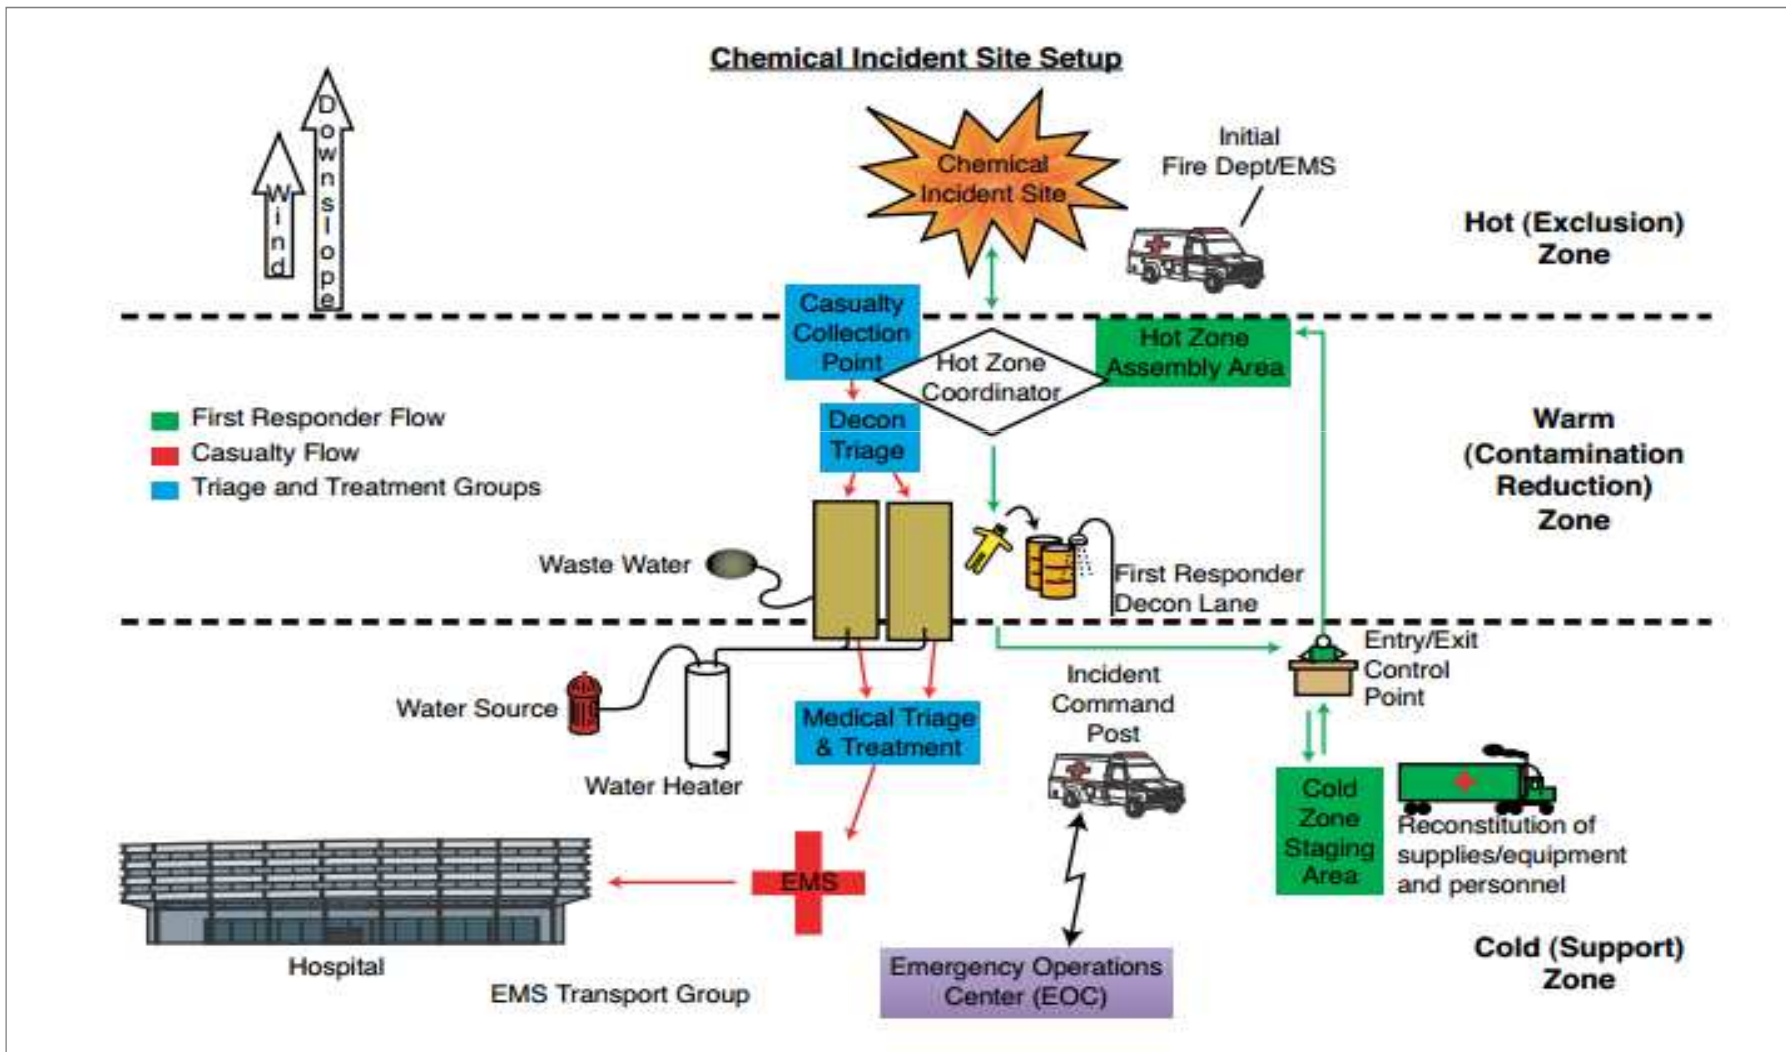 Chemical Incident Site Setup
Downslope
Wind
Chemical
Incident Site
Initial
Fire Dept/EMS
Hot (Exclusion)
Zone
Casualty
Collection
Point
Hot Zone
Coordinator
Hot Zone
Assembly Area
First Responder Flow
Casualty Flow
Triage and Treatment Groups
Decon
Triage
Warm
(Contamination
Reduction)
Zone
Waste Water
First Responder
Decon Lane
Entry/Exit
Control
Point
Water Source
Water Heater
Medical Triage
& Treatment
Incident
Command
Post
Cold
Zone
Staging
Area
Reconstitution of
supplies/equipment
and personnel
EMS
Hospital
EMS Transport Group
Emergency Operations
Center (EOC)
Cold (Support)
Zone